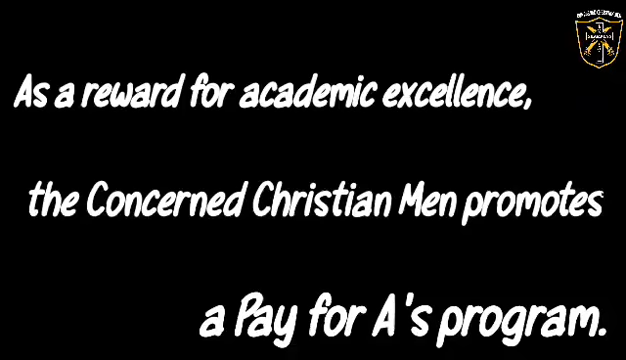 As a reward for academic excellence,
the Concerned Christian Men promotes
a Pay for A's program.